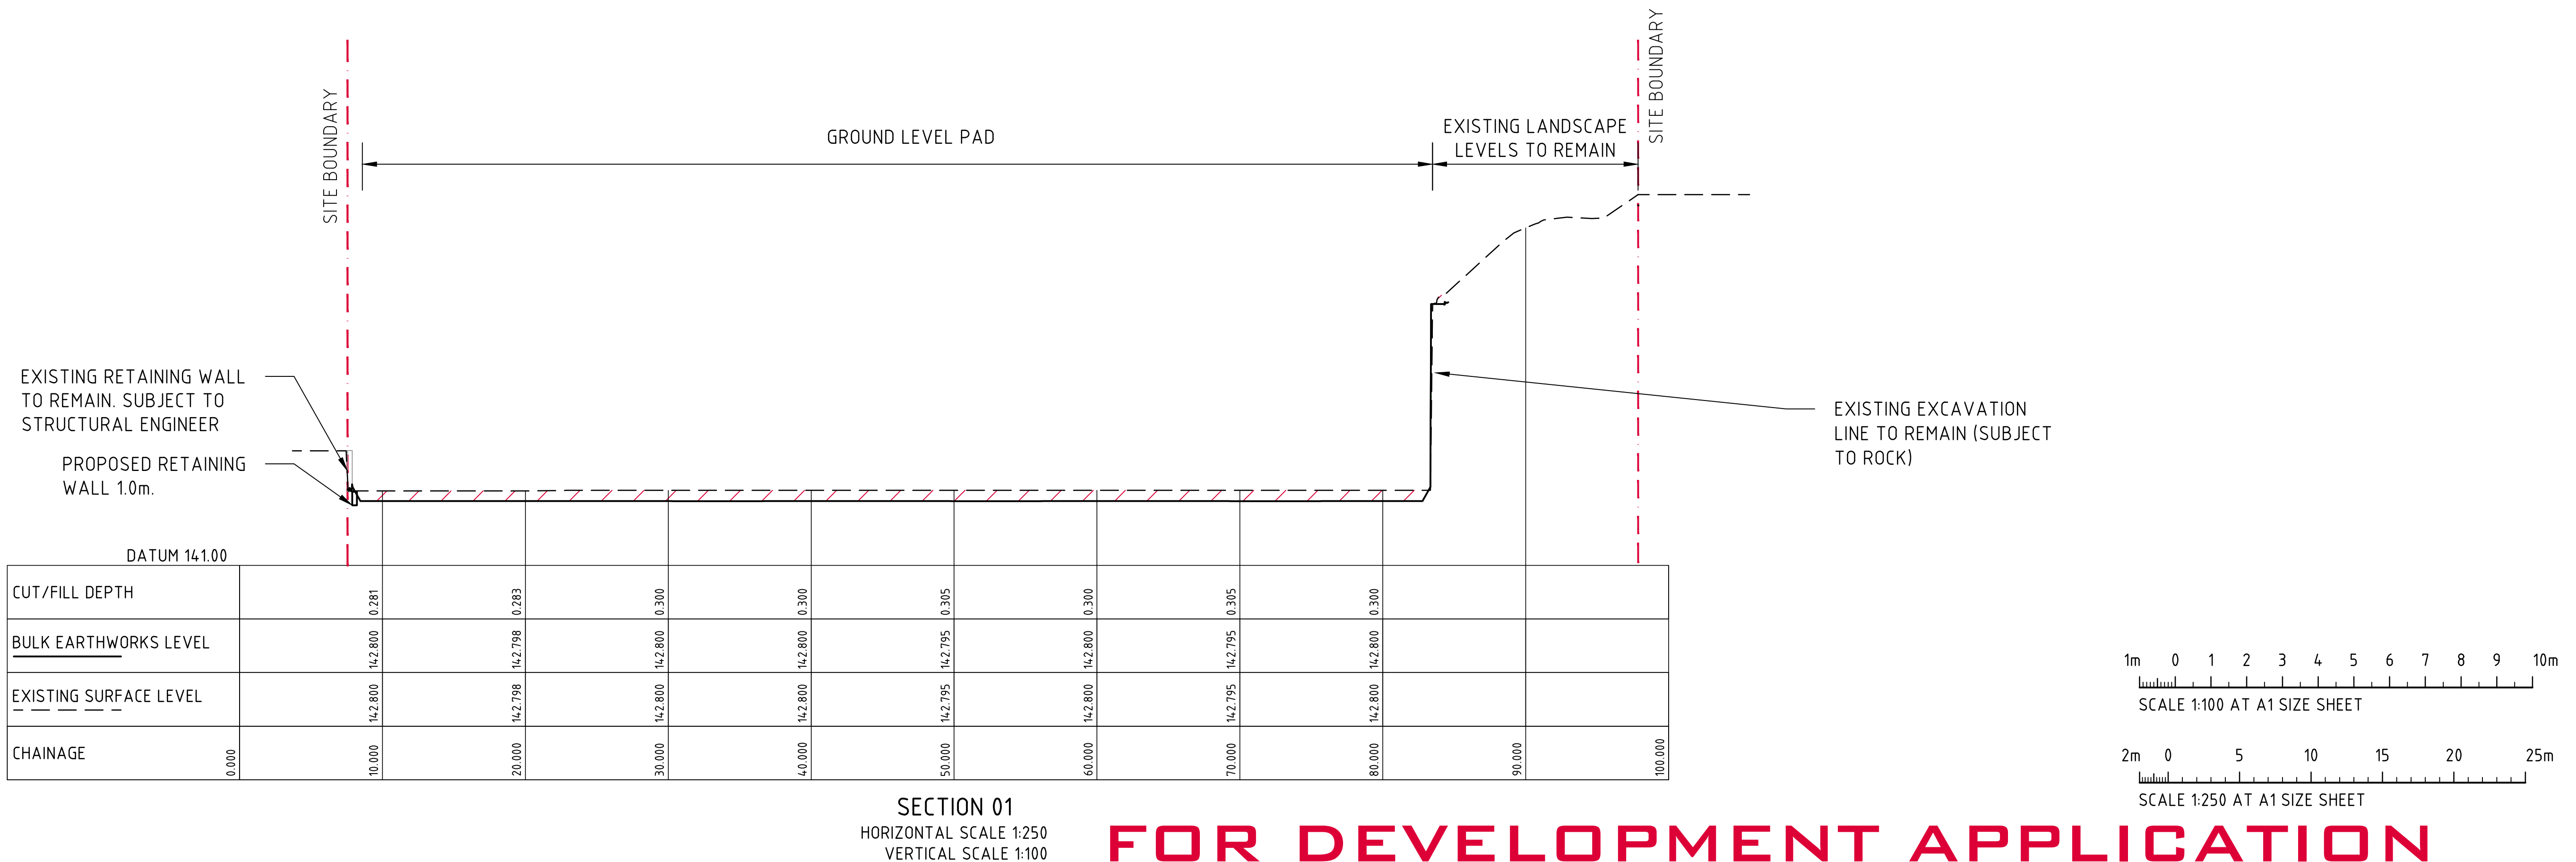 SITE BOUNDARY
GROUND LEVEL PAD
EXISTING LANDSCAPE
LEVELS TO REMAIN
SITE BOUNDARY
EXISTING RETAINING WALL
TO REMAIN. SUBJECT TO
STRUCTURAL ENGINEER
PROPOSED RETAINING
WALL 1.0m.
EXISTING EXCAVATION
LINE TO REMAIN (SUBJECT
TO ROCK)
DATUM 141.00
CUT/FILL DEPTH 0.281 0.283 0.300 0.300 0.305 0.300 0.305 0.300
BULK EARTHWORKS LEVEL 142.800 142.798 142.800 142.800 142.795 142.800 142.795 142.800
EXISTING SURFACE LEVEL 142.800 142.798 142.800 142.800 142.795 142.800 142.795 142.800
CHAINAGE 0.000 10.000 20.000 30.000 40.000 50.000 60.000 70.000 80.000 90.000 100.000
SECTION 01
HORIZONTAL SCALE 1:250
VERTICAL SCALE 1:100
1m 0 1 2 3 4 5 6 7 8 9 10m
SCALE 1:100 AT A1 SIZE SHEET
2m 0 5 10 15 20 25m
SCALE 1:250 AT A1 SIZE SHEET
FOR DEVELOPMENT APPLICATION